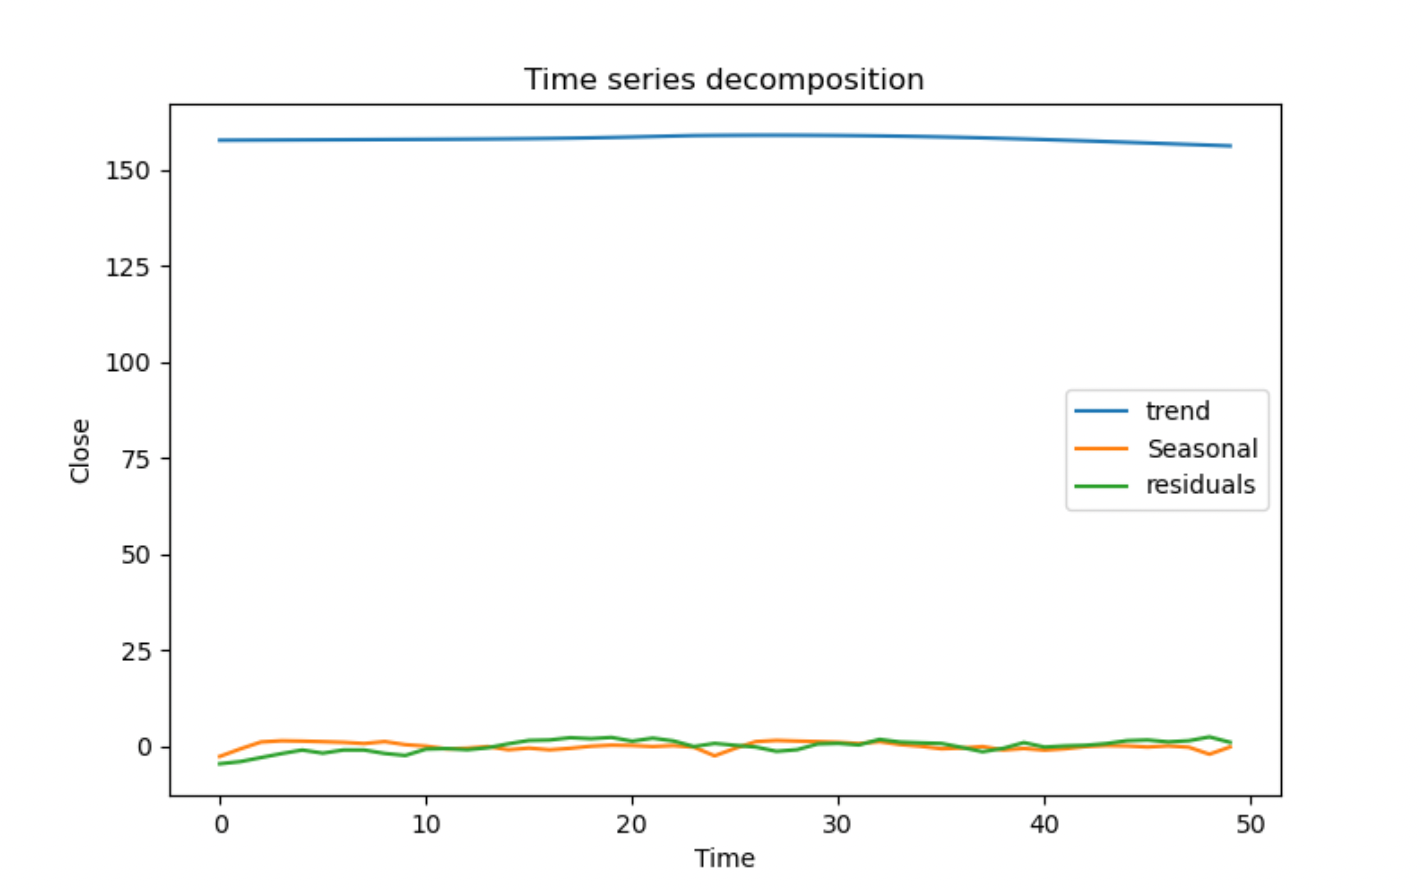 Time series decomposition
150
125
100
75
50
25
0
Close
trend
Seasonal
residuals
0 10 20 30 40 50
Time